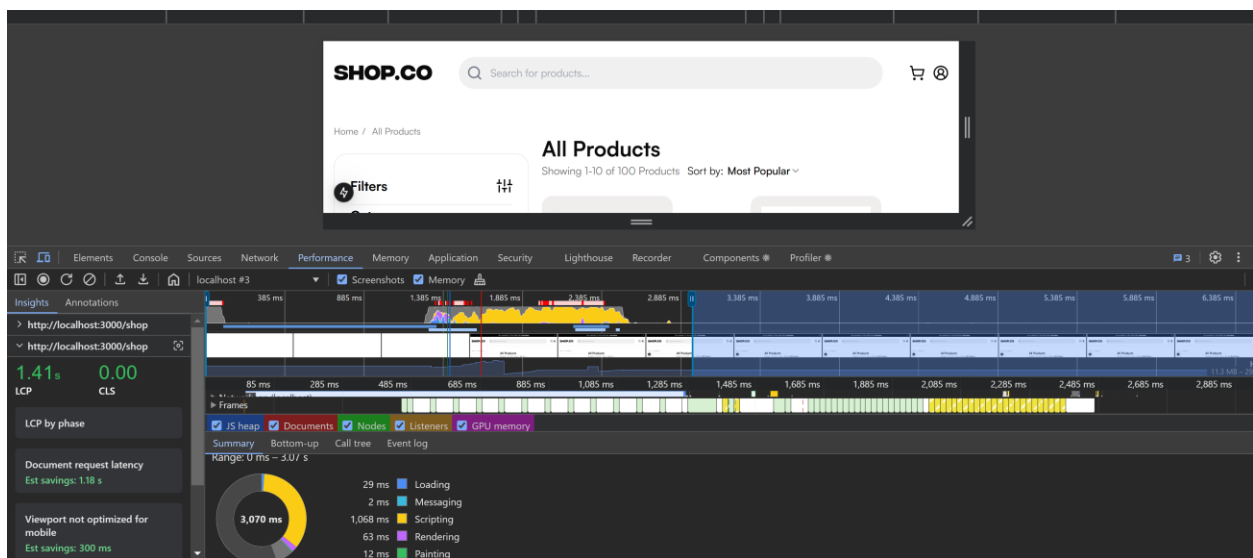 SHOP.CO
Search for products...
Home / All Products
All Products
Showing 1-10 of 100 Products Sort by: Most Popular
Filters
Elements Console Sources Network Performance Memory Application Security Lighthouse Recorder Components Profiler 3
localhost #3 Screenshots Memory
Insights Annotations
385 ms 885 ms 1,385 ms 1,885 ms 2,385 ms 2,885 ms 3,385 ms 3,885 ms 4,385 ms 4,885 ms 5,385 ms 5,885 ms 6,385 ms
http://localhost:3000/shop
http://localhost:3000/shop
1.41s 0.00
LCP CLS
85 ms 285 ms 485 ms 685 ms 885 ms 1,085 ms 1,285 ms 1,485 ms 1,685 ms 1,885 ms 2,085 ms 2,285 ms 2,485 ms 2,685 ms 2,885 ms
Frames
LCP by phase
JS heap Documents Nodes Listeners GPU memory
Summary Bottom-up Call tree Event log
Range: 0 ms – 3.07 s
Document request latency
Est savings: 1.18 s
Viewport not optimized for
mobile
Est savings: 300 ms
3,070 ms
29 ms Loading
2 ms Messaging
1,068 ms Scripting
63 ms Rendering
12 ms Painting